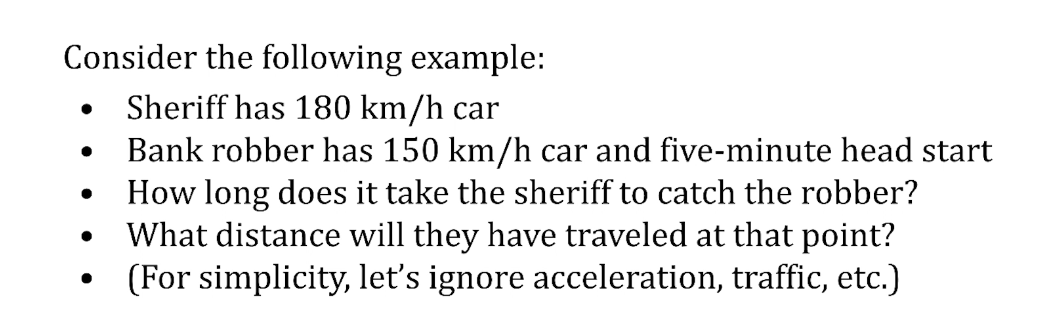 Consider the following example:
• Sheriff has 180 km/h car
• Bank robber has 150 km/h car and five-minute head start
• How long does it take the sheriff to catch the robber?
• What distance will they have traveled at that point?
• (For simplicity, let’s ignore acceleration, traffic, etc.)